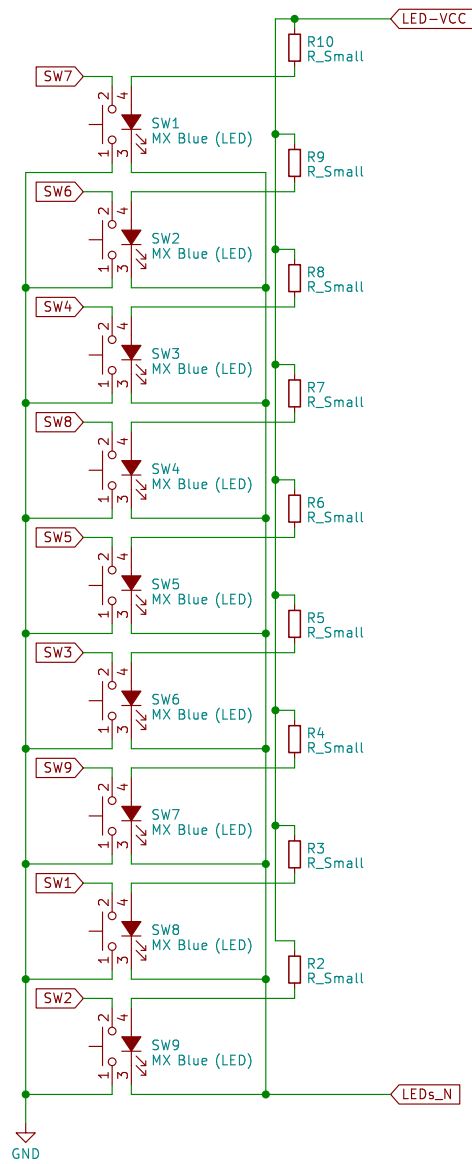 LED-VCC
R10
R_Small
SW7
2
4
1
3
SW1
MX Blue (LED)
R9
R_Small
SW6
2
4
1
3
SW2
MX Blue (LED)
R8
R_Small
SW4
2
4
1
3
SW3
MX Blue (LED)
R7
R_Small
SW8
2
4
1
3
SW4
MX Blue (LED)
R6
R_Small
SW5
2
4
1
3
SW5
MX Blue (LED)
R5
R_Small
SW3
2
4
1
3
SW6
MX Blue (LED)
R4
R_Small
SW9
2
4
1
3
SW7
MX Blue (LED)
R3
R_Small
SW1
2
4
1
3
SW8
MX Blue (LED)
R2
R_Small
SW2
2
4
1
3
SW9
MX Blue (LED)
LEDs_N
GND